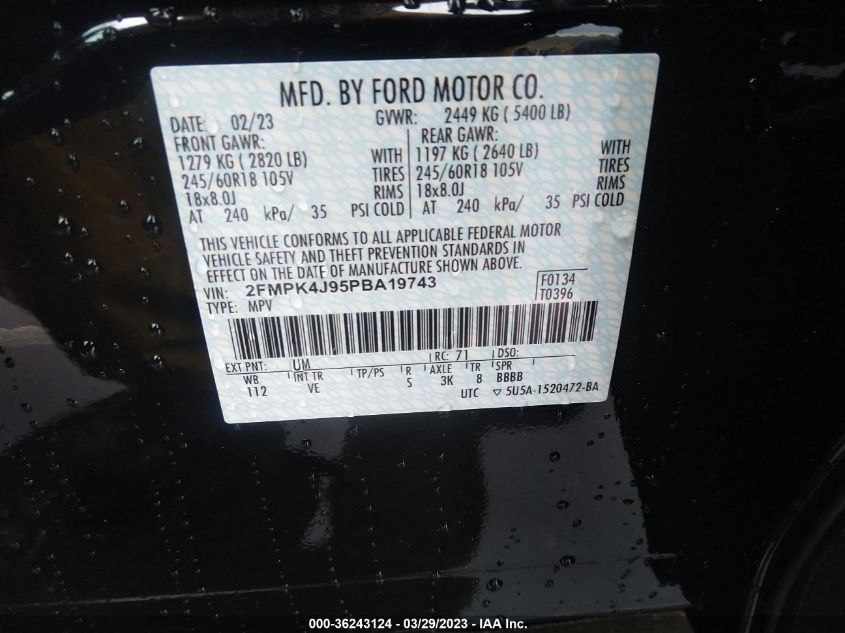 MFD. BY FORD MOTOR CO.
DATE: 02/23 GVWR: 2449 KG ( 5400 LB)
FRONT GAWR: REAR GAWR:
1279 KG ( 2820 LB) WITH 1197 KG ( 2640 LB) WITH
245/60R18 105V TIRES 245/60R18 105V TIRES
18x8.0J RIMS 18x8.0J RIMS
AT 240 kPa/ 35 PSI COLD AT 240 kPa/ 35 PSI COLD
THIS VEHICLE CONFORMS TO ALL APPLICABLE FEDERAL MOTOR
VEHICLE SAFETY AND THEFT PREVENTION STANDARDS IN
EFFECT ON THE DATE OF MANUFACTURE SHOWN ABOVE.
VIN: 2FMPK4J95PBA19743 F0134
TYPE: MPV T0396
EXT PNT: UM RC: 71 DSO:
WB INT TR TP/PS R AXLE TR SPR
112 VE S 3K 8 BBBB
UTC ▽ 5U5A-1520472-BA
000-36243124 - 03/29/2023 - IAA Inc.